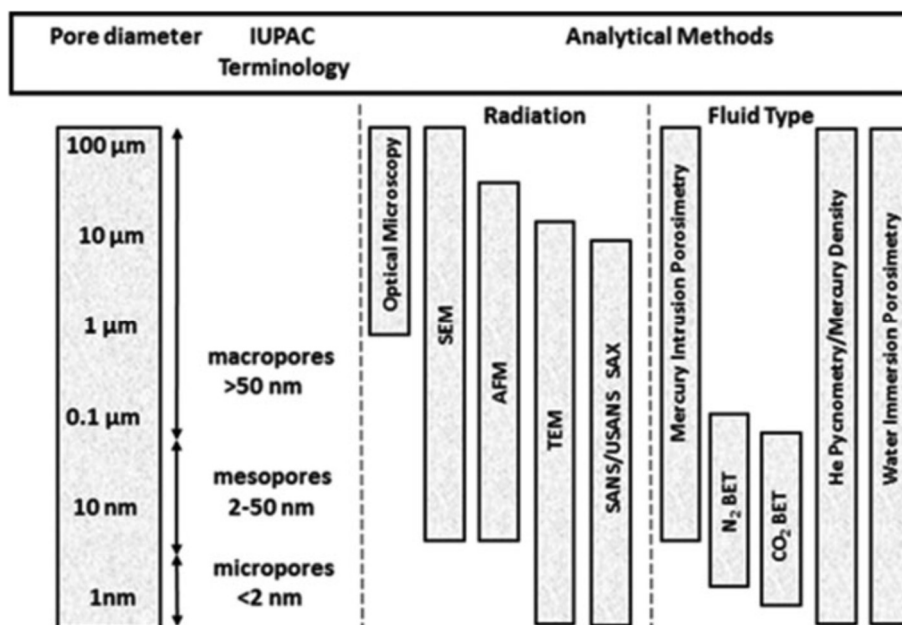 Pore diameter
IUPAC
Terminology
Analytical Methods
Radiation
Fluid Type
100 µm
10 µm
1 µm
0.1 µm
10 nm
1nm
macropores
>50 nm
mesopores
2-50 nm
micropores
<2 nm
Optical Microscopy
SEM
AFM
TEM
SANS/USANS SAX
Mercury Intrusion Porosimetry
N₂ BET
CO₂ BET
He Pycnometry/Mercury Density
Water Immersion Porosimetry